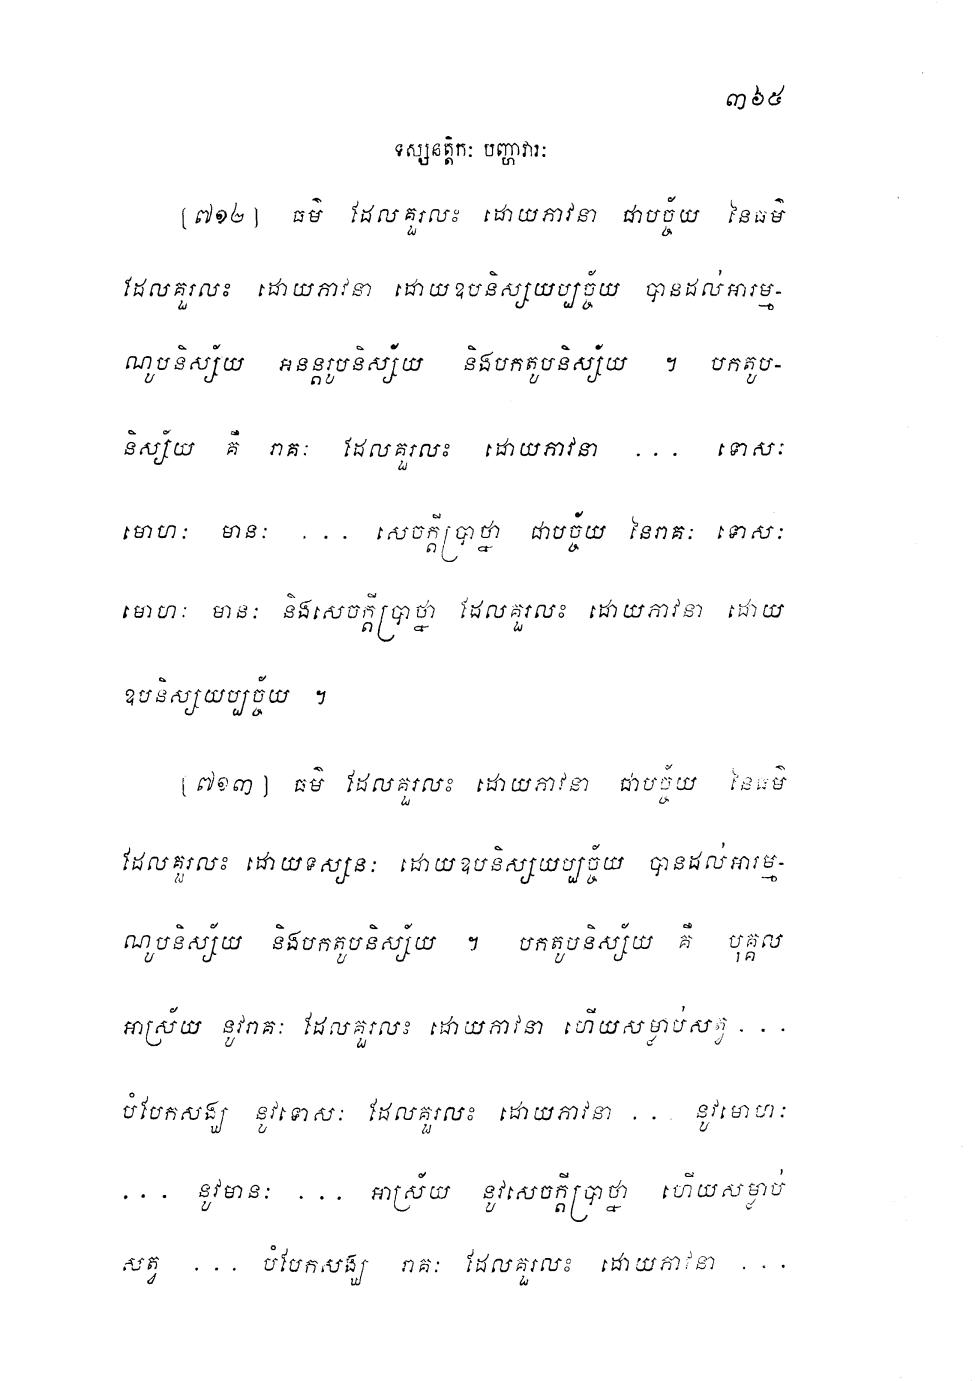 ៣៦៥
ទស្សនត្តិកៈ បញ្ហាវារៈ
[៧១២] ធម៌ ដែលគួរលះ ដោយភាវនា ជាបច្ច័យ នៃធម៌
ដែលគួរលះ ដោយភាវនា ដោយឧបនិស្សយប្បច្ច័យ បានដល់អារម្ម-
ណូបនិស្ស័យ អនន្តរូបនិស្ស័យ និងបកតូបនិស្ស័យ ។ បកតូប-
និស្ស័យ គឺ រាគៈ ដែលគួរលះ ដោយភាវនា ... ទោសៈ
មោហៈ មានៈ ... សេចក្តីប្រាថ្នា ជាបច្ច័យ នៃរាគៈ ទោសៈ
មោហៈ មានៈ និងសេចក្តីប្រាថ្នា ដែលគួរលះ ដោយភាវនា ដោយ
ឧបនិស្សយប្បច្ច័យ ។
[៧១៣] ធម៌ ដែលគួរលះ ដោយភាវនា ជាបច្ច័យ នៃធម៌
ដែលគួរលះ ដោយទស្សនៈ ដោយឧបនិស្សយប្បច្ច័យ បានដល់អារម្ម-
ណូបនិស្ស័យ និងបកតូបនិស្ស័យ ។ បកតូបនិស្ស័យ គឺ បុគ្គល
អាស្រ័យ នូវរាគៈ ដែលគួរលះ ដោយភាវនា ហើយសម្លាប់សត្វ ...
បំបែកសង្ឃ នូវទោសៈ ដែលគួរលះ ដោយភាវនា ... នូវមោហៈ
... នូវមានៈ ... អាស្រ័យ នូវសេចក្តីប្រាថ្នា ហើយសម្លាប់
សត្វ ... បំបែកសង្ឃ រាគៈ ដែលគួរលះ ដោយភាវនា ...